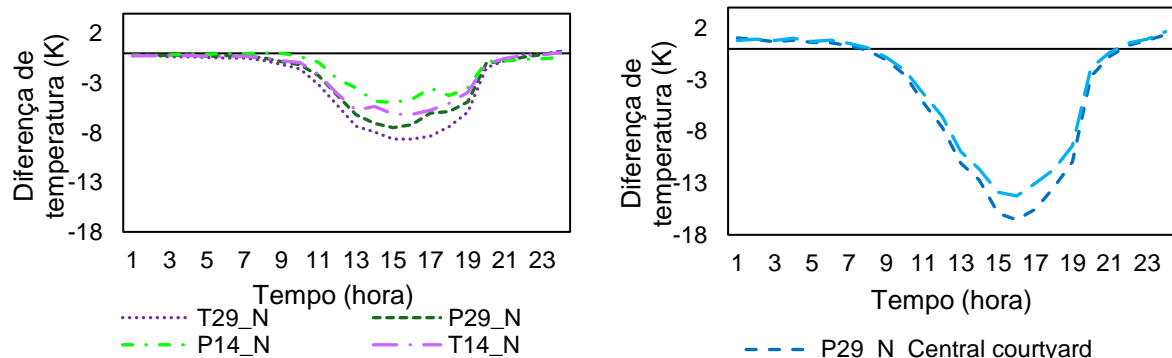 Diferença de
temperatura (K)
2
-3
-8
-13
-18
1 3 5 7 9 11 13 15 17 19 21 23
Tempo (hora)
T29_N
P29_N
P14_N
T14_N
Diferença de
temperatura (K)
2
-3
-8
-13
-18
1 3 5 7 9 11 13 15 17 19 21 23
Tempo (hora)
P29_N_Central courtyard